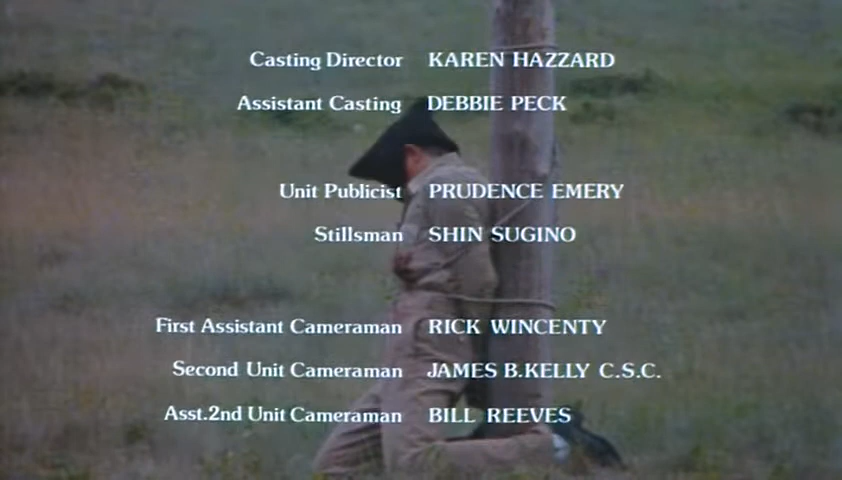 Casting Director KAREN HAZZARD
Assistant Casting DEBBIE PECK
Unit Publicist PRUDENCE EMERY
Stillsman SHIN SUGINO
First Assistant Cameraman RICK WINCENTY
Second Unit Cameraman JAMES B.KELLY C.S.C.
Asst.2nd Unit Cameraman BILL REEVES